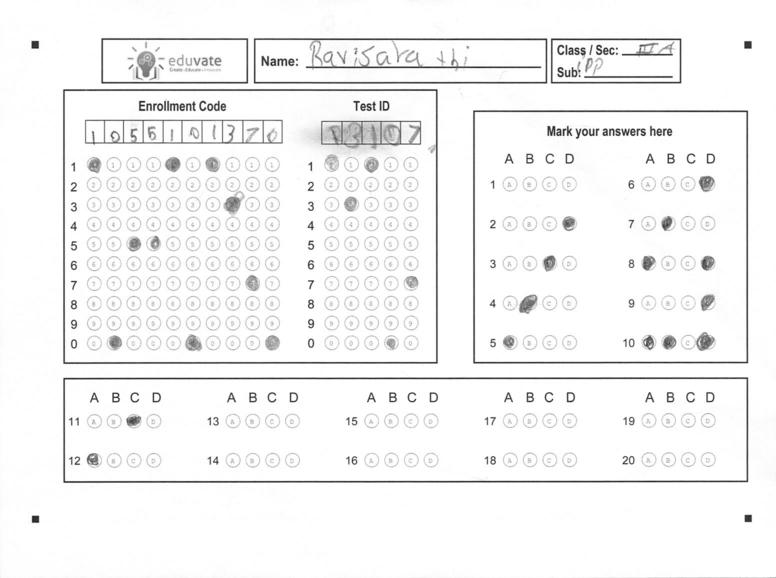 eduvate
Create - Educate - Innovate
Name: Ravisara thi
Class / Sec: III A
Sub: PP
Enrollment Code
1 0 5 5 1 0 1 3 7 0
Test ID
1 3 1 0 7
Mark your answers here
1 1 1 1 1 1 1 1 1 1 1
2 2 2 2 2 2 2 2 2 2 2
3 3 3 3 3 3 3 3 3 3 3
4 4 4 4 4 4 4 4 4 4 4
5 5 5 5 5 5 5 5 5 5 5
6 6 6 6 6 6 6 6 6 6 6
7 7 7 7 7 7 7 7 7 7 7
8 8 8 8 8 8 8 8 8 8 8
9 9 9 9 9 9 9 9 9 9 9
0 0 0 0 0 0 0 0 0 0 0
1 1 1 1 1 1
2 2 2 2 2 2
3 3 3 3 3 3
4 4 4 4 4 4
5 5 5 5 5 5
6 6 6 6 6 6
7 7 7 7 7 7
8 8 8 8 8 8
9 9 9 9 9 9
0 0 0 0 0 0
A B C D
1 A B C D
2 A B C
3 A B D
4 A C D
5 B C D
A B C D
6 A B C
7 A C D
8 B C
9 A B C
10 C
A B C D
11 A B D
12 B C D
A B C D
13 A B C D
14 A B C D
A B C D
15 A B C D
16 A B C D
A B C D
17 A B C D
18 A B C D
A B C D
19 A B C D
20 A B C D